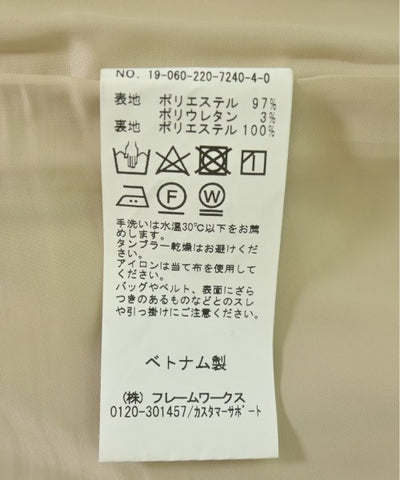 NO. 19-060-220-7240-4-0
表地 ポリエステル 97%
ポリウレタン 3%
裏地 ポリエステル 100%
F W
手洗いは水温30℃以下をお薦
めします。
タンブラー乾燥はお避けくだ
さい。
アイロンは当て布を使用して
ください。
バッグやベルト、表面にざら
つきのあるものなどとのスレ
や引っ掛けにご注意ください。
ベトナム製
(株) フレームワークス
0120-301457/カスタマーサポート